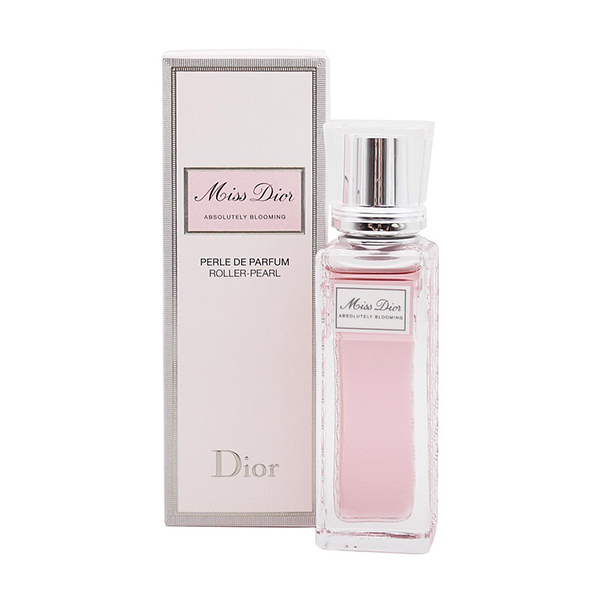 Miss Dior
ABSOLUTELY BLOOMING
PERLE DE PARFUM
ROLLER-PEARL
Dior
Miss Dior
ABSOLUTELY BLOOMING